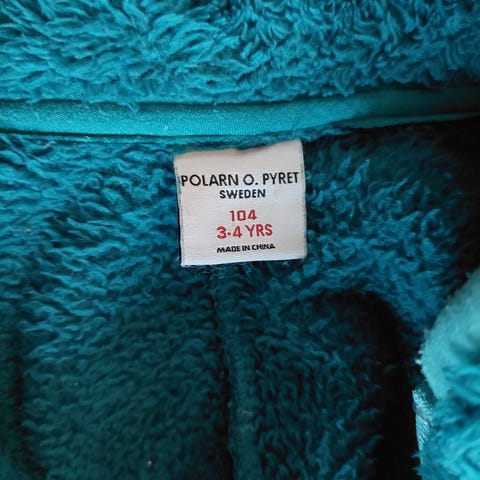 POLARN O. PYRET
SWEDEN
104
3-4 YRS
MADE IN CHINA